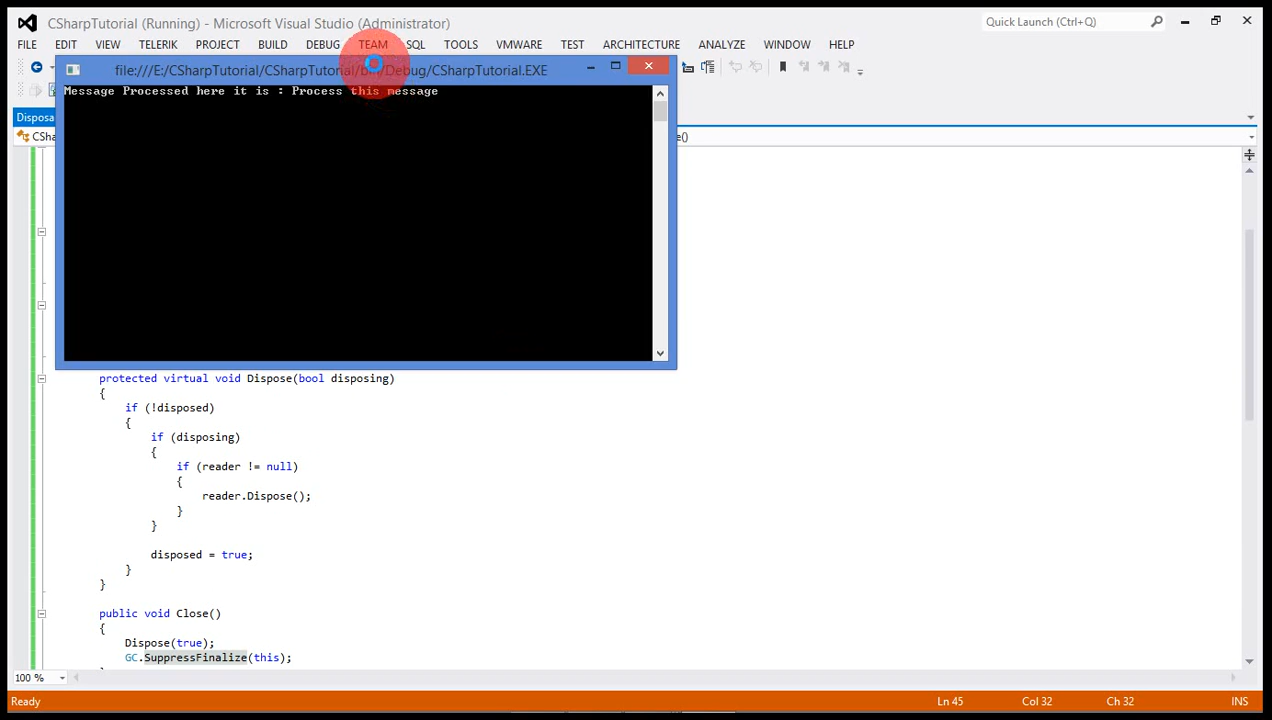 CSharpTutorial (Running) - Microsoft Visual Studio (Administrator)
Quick Launch (Ctrl+Q)
FILE EDIT VIEW TELERIK PROJECT BUILD DEBUG TEAM SQL TOOLS VMWARE TEST ARCHITECTURE ANALYZE WINDOW HELP
file:///E:/CSharpTutorial/CSharpTutorial/bin/Debug/CSharpTutorial.EXE
Message Processed here it is : Process this message
Disposa
CSha
e()
protected virtual void Dispose(bool disposing)
{
if (!disposed)
{
if (disposing)
{
if (reader != null)
{
reader.Dispose();
}
}
disposed = true;
}
}
public void Close()
{
Dispose(true);
GC.SuppressFinalize(this);
100 %
Ready Ln 45 Col 32 Ch 32 INS